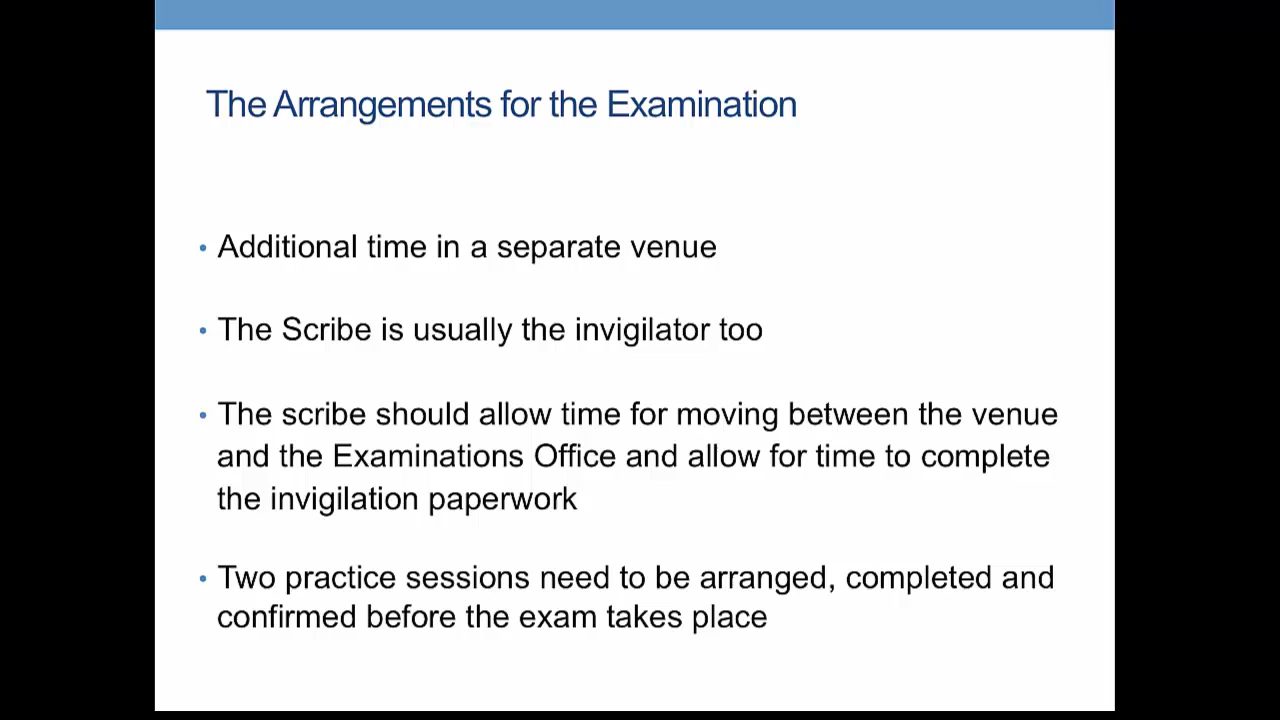 The Arrangements for the Examination
• Additional time in a separate venue
• The Scribe is usually the invigilator too
• The scribe should allow time for moving between the venue
and the Examinations Office and allow for time to complete
the invigilation paperwork
• Two practice sessions need to be arranged, completed and
confirmed before the exam takes place